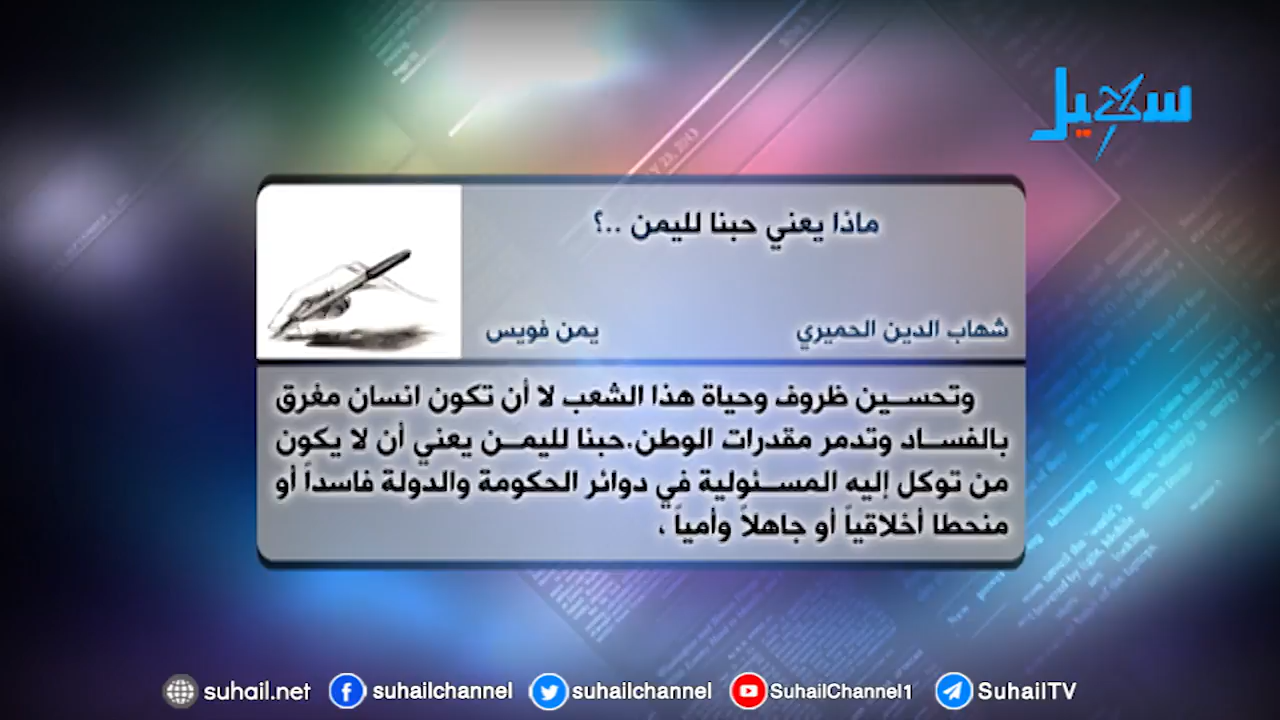 سهيل
ماذا يعني حبنا لليمن ..؟
شهاب الدين الحميري
يمن فويس
وتحسين ظروف وحياة هذا الشعب لا أن تكون انسان مغرق
بالفساد وتدمر مقدرات الوطن.حبنا لليمن يعني أن لا يكون
من توكل إليه المسئولية في دوائر الحكومة والدولة فاسداً أو
منحطا أخلاقياً أو جاهلاً وأمياً ،
suhail.net
suhailchannel
suhailchannel
SuhailChannel1
SuhailTV